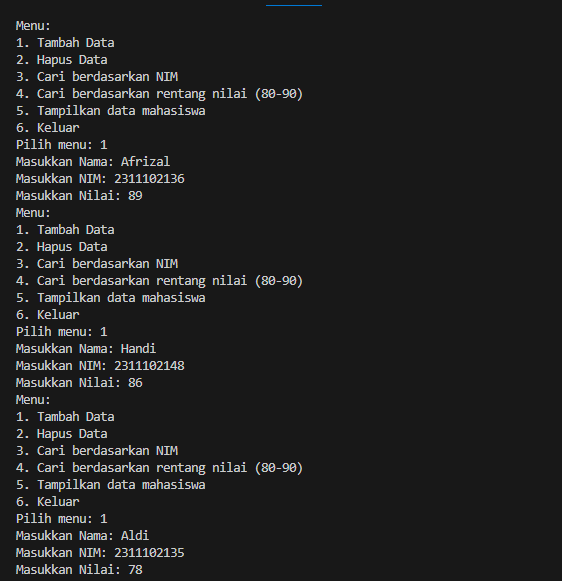 Menu:
1. Tambah Data
2. Hapus Data
3. Cari berdasarkan NIM
4. Cari berdasarkan rentang nilai (80-90)
5. Tampilkan data mahasiswa
6. Keluar
Pilih menu: 1
Masukkan Nama: Afrizal
Masukkan NIM: 2311102136
Masukkan Nilai: 89
Menu:
1. Tambah Data
2. Hapus Data
3. Cari berdasarkan NIM
4. Cari berdasarkan rentang nilai (80-90)
5. Tampilkan data mahasiswa
6. Keluar
Pilih menu: 1
Masukkan Nama: Handi
Masukkan NIM: 2311102148
Masukkan Nilai: 86
Menu:
1. Tambah Data
2. Hapus Data
3. Cari berdasarkan NIM
4. Cari berdasarkan rentang nilai (80-90)
5. Tampilkan data mahasiswa
6. Keluar
Pilih menu: 1
Masukkan Nama: Aldi
Masukkan NIM: 2311102135
Masukkan Nilai: 78